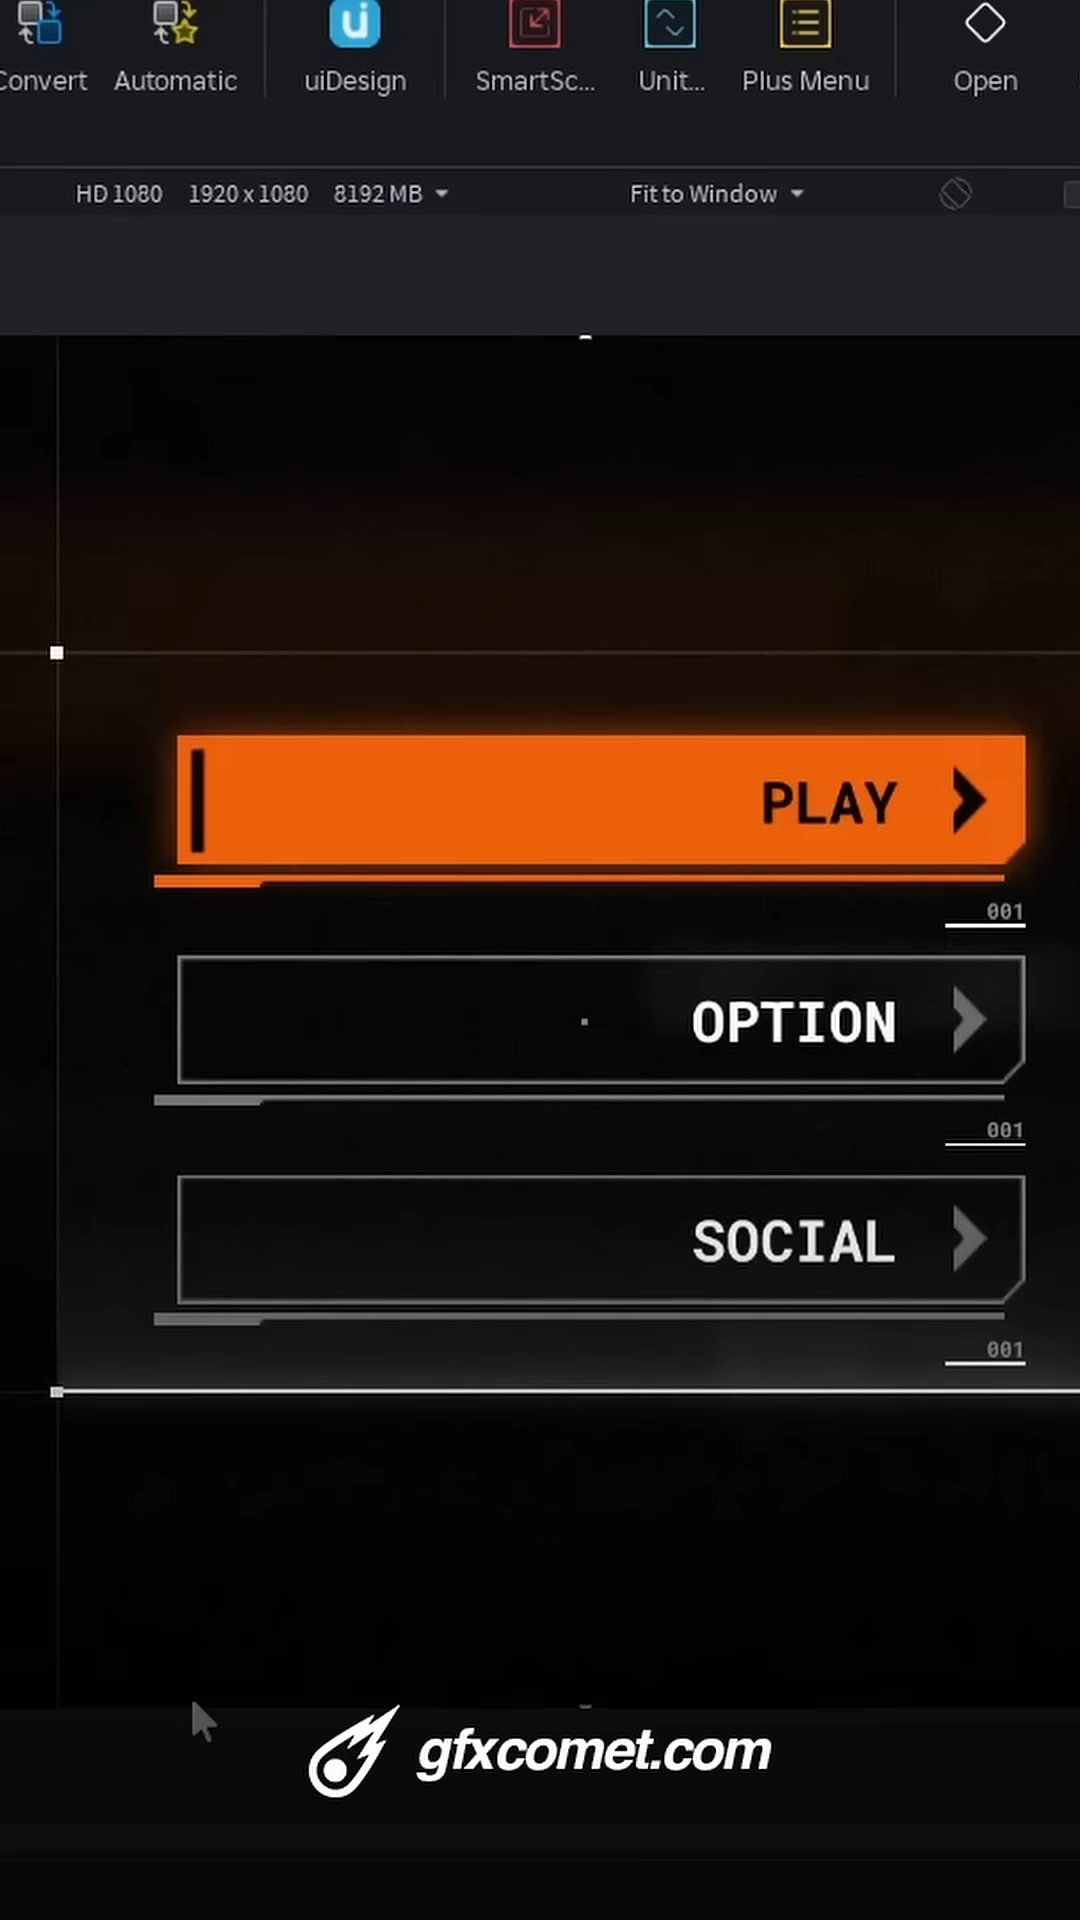 Convert Automatic uiDesign SmartSc... Unit... Plus Menu Open
HD 1080 1920 x 1080 8192 MB Fit to Window
PLAY
001
OPTION
001
SOCIAL
001
gfxcomet.com